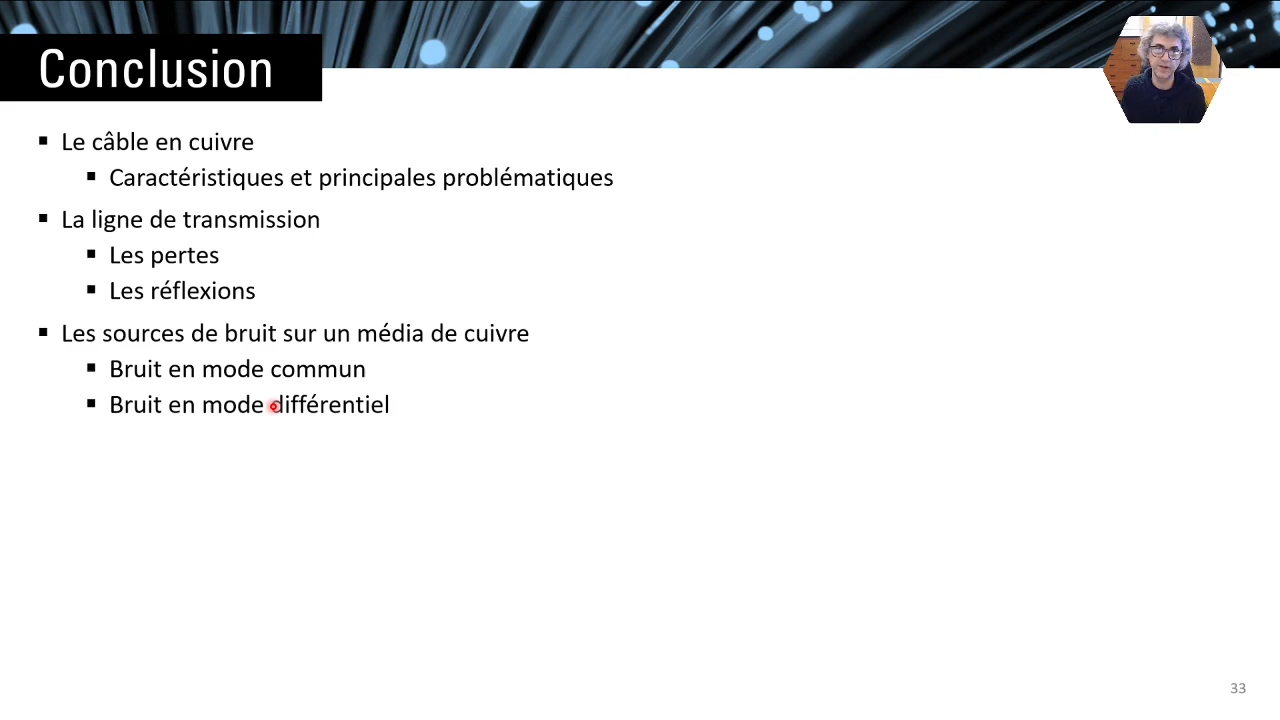 Conclusion
▪ Le câble en cuivre
▪ Caractéristiques et principales problématiques
▪ La ligne de transmission
▪ Les pertes
▪ Les réflexions
▪ Les sources de bruit sur un média de cuivre
▪ Bruit en mode commun
▪ Bruit en mode différentiel
33